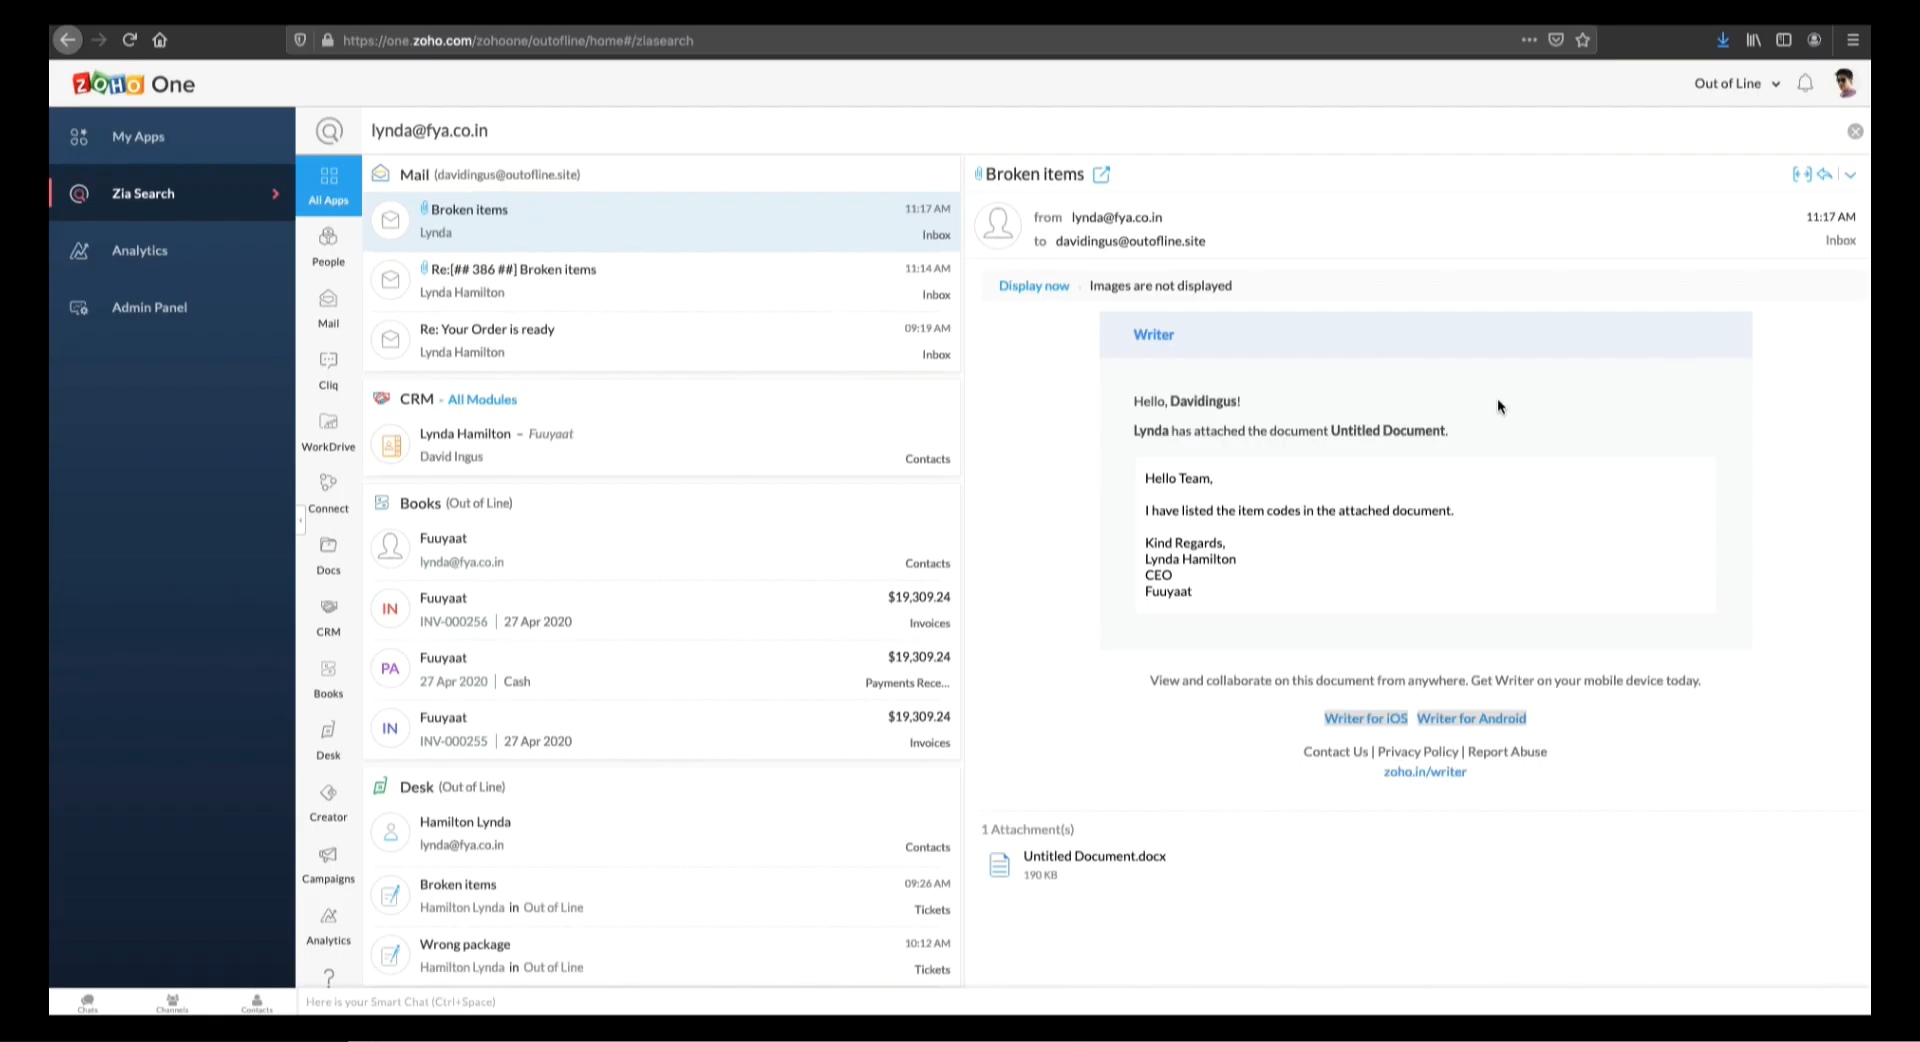 https://one.zoho.com/zohoone/outofline/home#/ziasearch
ZOHO One
Out of Line
My Apps
Zia Search
Analytics
Admin Panel
lynda@fya.co.in
All Apps
People
Mail
Cliq
WorkDrive
Connect
Docs
CRM
Books
Desk
Creator
Campaigns
Analytics
Mail (davidingus@outofline.site)
Broken items 11:17 AM
Lynda Inbox
Re:[## 386 ##] Broken items 11:14 AM
Lynda Hamilton Inbox
Re: Your Order is ready 09:19 AM
Lynda Hamilton Inbox
CRM - All Modules
Lynda Hamilton - Fuuyaat
David Ingus Contacts
Books (Out of Line)
Fuuyaat
lynda@fya.co.in Contacts
IN Fuuyaat $19,309.24
INV-000256 | 27 Apr 2020 Invoices
PA Fuuyaat $19,309.24
27 Apr 2020 | Cash Payments Rece...
IN Fuuyaat $19,309.24
INV-000255 | 27 Apr 2020 Invoices
Desk (Out of Line)
Hamilton Lynda
lynda@fya.co.in Contacts
Broken items 09:26 AM
Hamilton Lynda in Out of Line Tickets
Wrong package 10:12 AM
Hamilton Lynda in Out of Line Tickets
Broken items
from lynda@fya.co.in 11:17 AM
to davidingus@outofline.site Inbox
Display now Images are not displayed
Writer
Hello, Davidingus!
Lynda has attached the document Untitled Document.
Hello Team,
I have listed the item codes in the attached document.
Kind Regards,
Lynda Hamilton
CEO
Fuuyaat
View and collaborate on this document from anywhere. Get Writer on your mobile device today.
Writer for iOS Writer for Android
Contact Us | Privacy Policy | Report Abuse
zoho.in/writer
1 Attachment(s)
Untitled Document.docx
190 KB
Chats Channels Contacts
Here is your Smart Chat (Ctrl+Space)